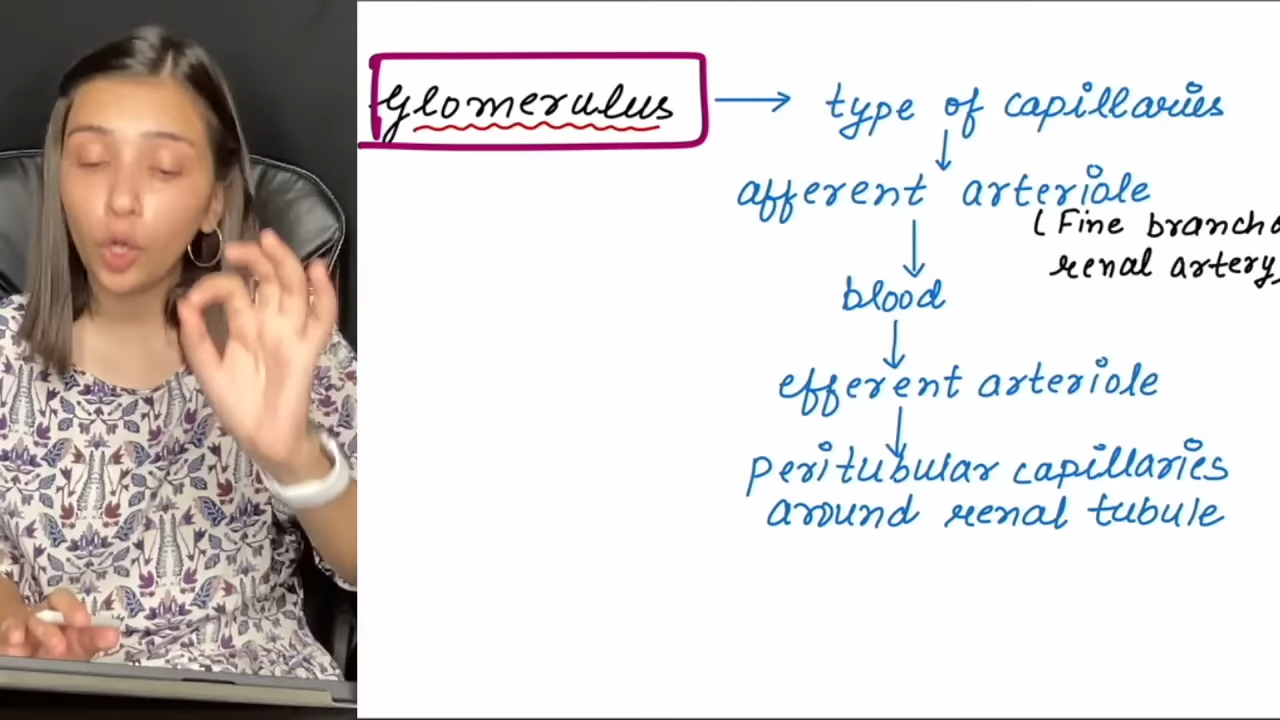 Glomerulus → type of capillaries
afferent arteriole
(Fine branch
renal artery,
blood
efferent arteriole
peritubular capillaries
around renal tubule